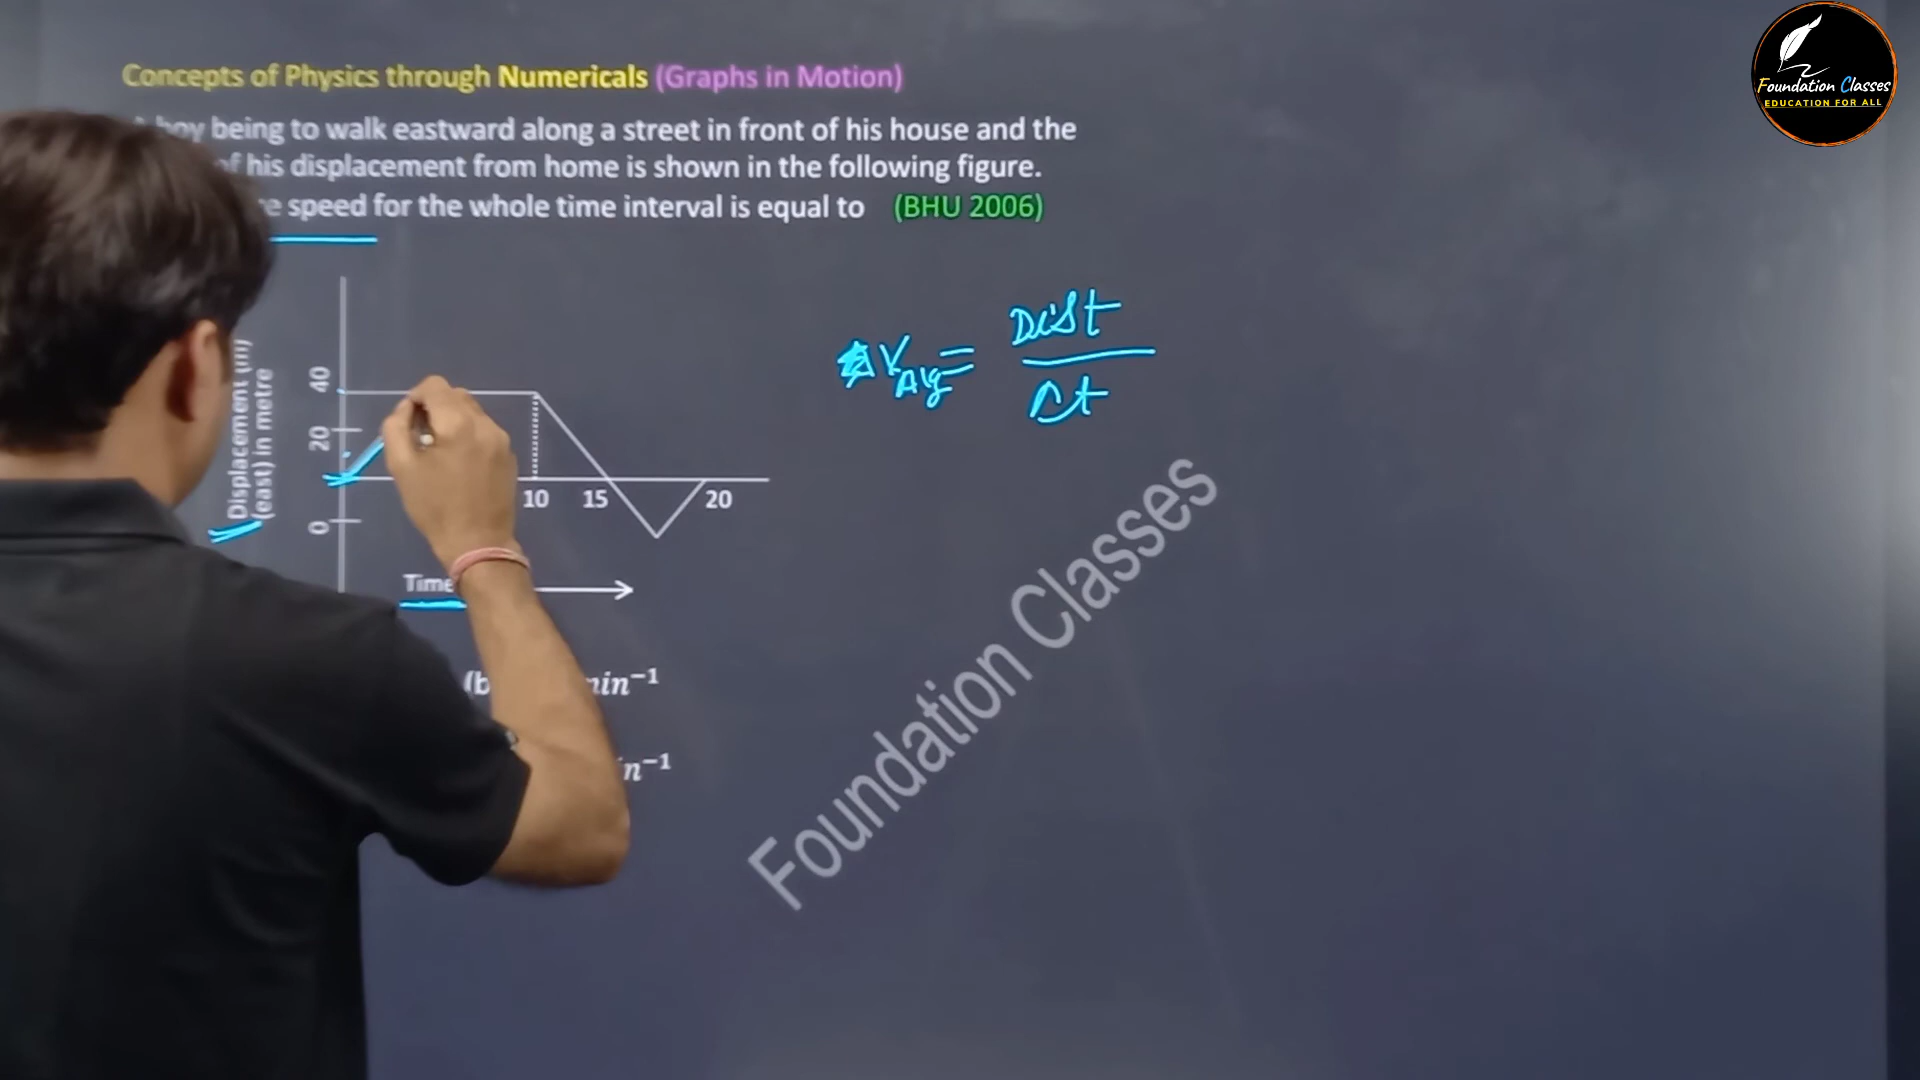 Concepts of Physics through Numericals (Graphs in Motion)
boy being to walk eastward along a street in front of his house and the
of his displacement from home is shown in the following figure.
speed for the whole time interval is equal to (BHU 2006)
Displacement (m)
(east) in metre
40
20
0
10 15 20
Time
VAvg = Dist
Δt
(b min⁻¹
n⁻¹
Foundation Classes
Foundation Classes
EDUCATION FOR ALL